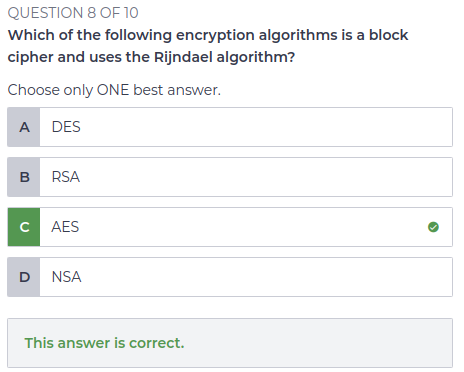 QUESTION 8 OF 10
Which of the following encryption algorithms is a block
cipher and uses the Rijndael algorithm?
Choose only ONE best answer.
A DES
B RSA
C AES
D NSA
This answer is correct.